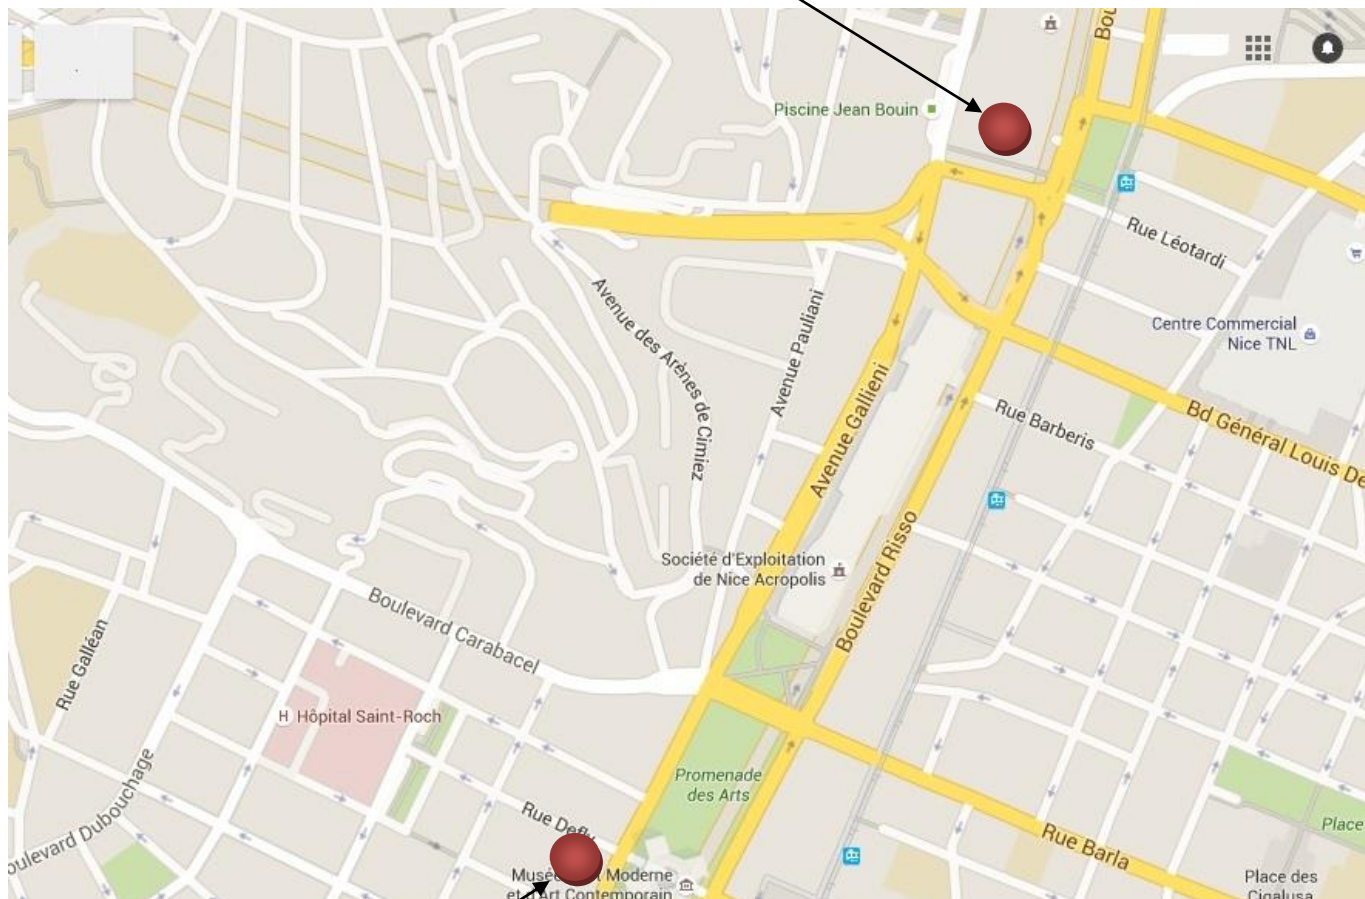 Bou
Piscine Jean Bouin
Rue Léotardi
Avenue des Arènes de Cimiez
Avenue Pauliani
Centre Commercial
Nice TNL
Avenue Gallieni
Rue Barberis
Bd Général Louis De
Société d'Exploitation
de Nice Acropolis
Boulevard Risso
Boulevard Carabacel
Rue Galléan
H Hôpital Saint-Roch
Promenade
des Arts
oulevard Dubouchage
Rue Defly
Place
Rue Barla
Musée Moderne
et d'Art Contemporain
Place des
Cigalusa